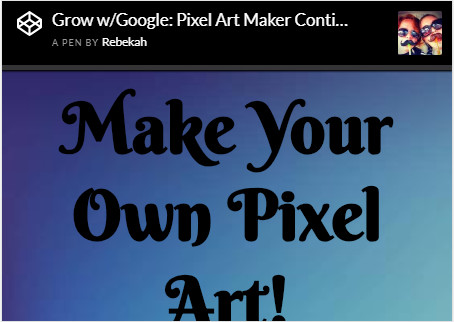 Grow w/Google: Pixel Art Maker Conti...
A PEN BY Rebekah
Make Your
Own Pixel
Art!